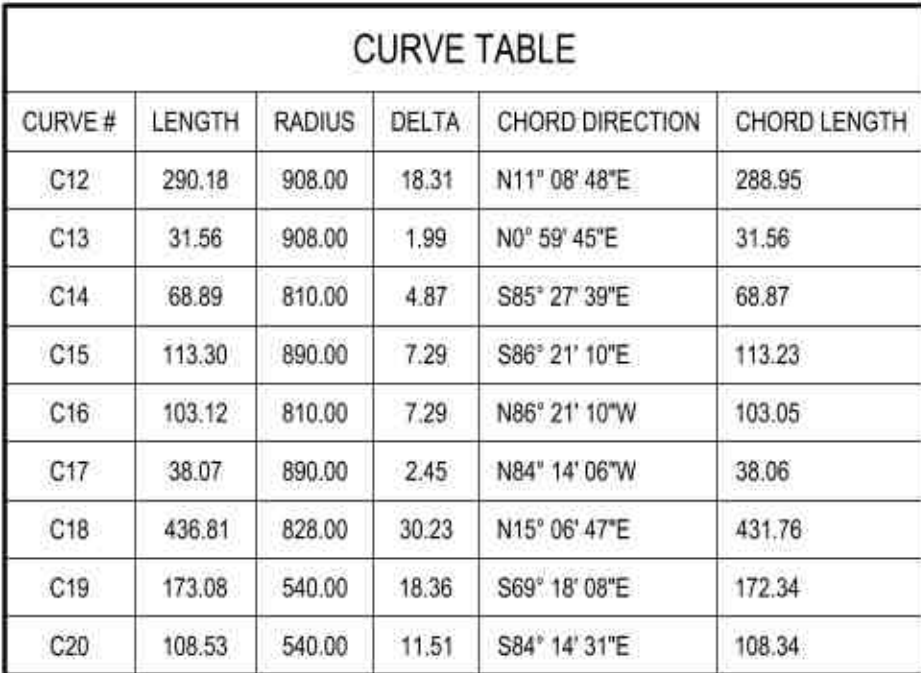 CURVE TABLE
CURVE # LENGTH RADIUS DELTA CHORD DIRECTION CHORD LENGTH
C12 290.18 908.00 18.31 N11° 08' 48"E 288.95
C13 31.56 908.00 1.99 N0° 59' 45"E 31.56
C14 68.89 810.00 4.87 S85° 27' 39"E 68.87
C15 113.30 890.00 7.29 S86° 21' 10"E 113.23
C16 103.12 810.00 7.29 N86° 21' 10"W 103.05
C17 38.07 890.00 2.45 N84° 14' 06"W 38.06
C18 436.81 828.00 30.23 N15° 06' 47"E 431.76
C19 173.08 540.00 18.36 S69° 18' 08"E 172.34
C20 108.53 540.00 11.51 S84° 14' 31"E 108.34